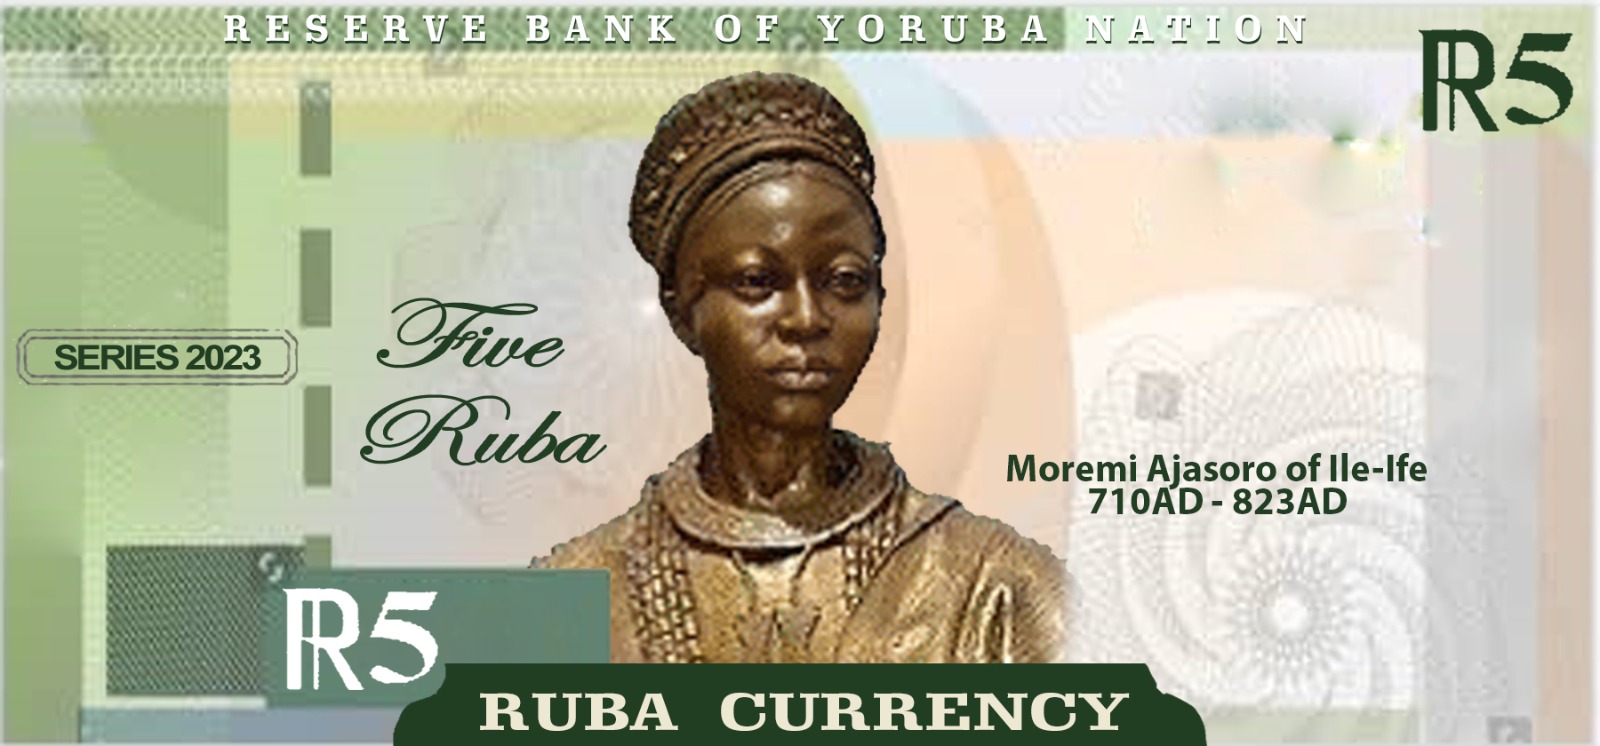 RESERVE BANK OF YORUBA NATION
R5
SERIES 2023
Five
Ruba
Moremi Ajasoro of Ile-Ife
710AD - 823AD
R5
RUBA CURRENCY